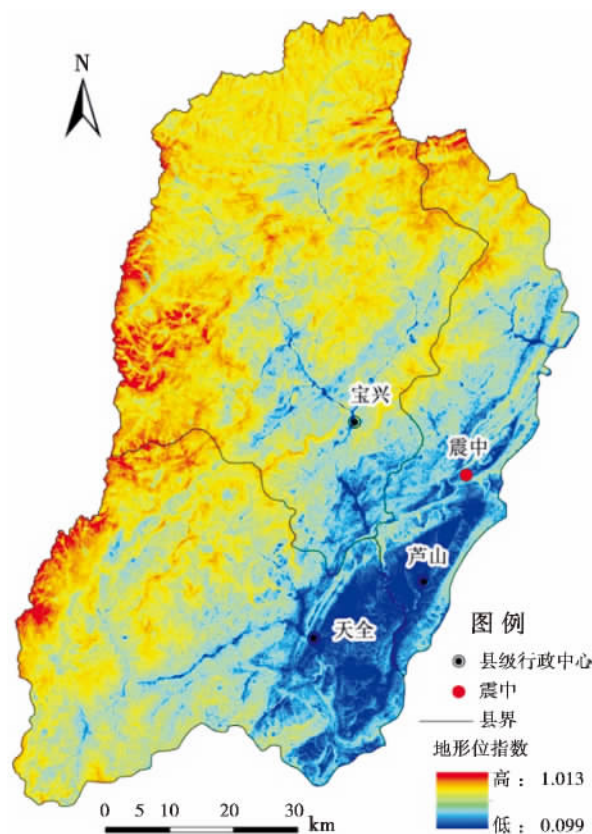 N
宝兴
震中
芦山
天全
图 例
县级行政中心
震中
县界
地形位指数
高： 1.013
低： 0.099
0 5 10 20 30
km